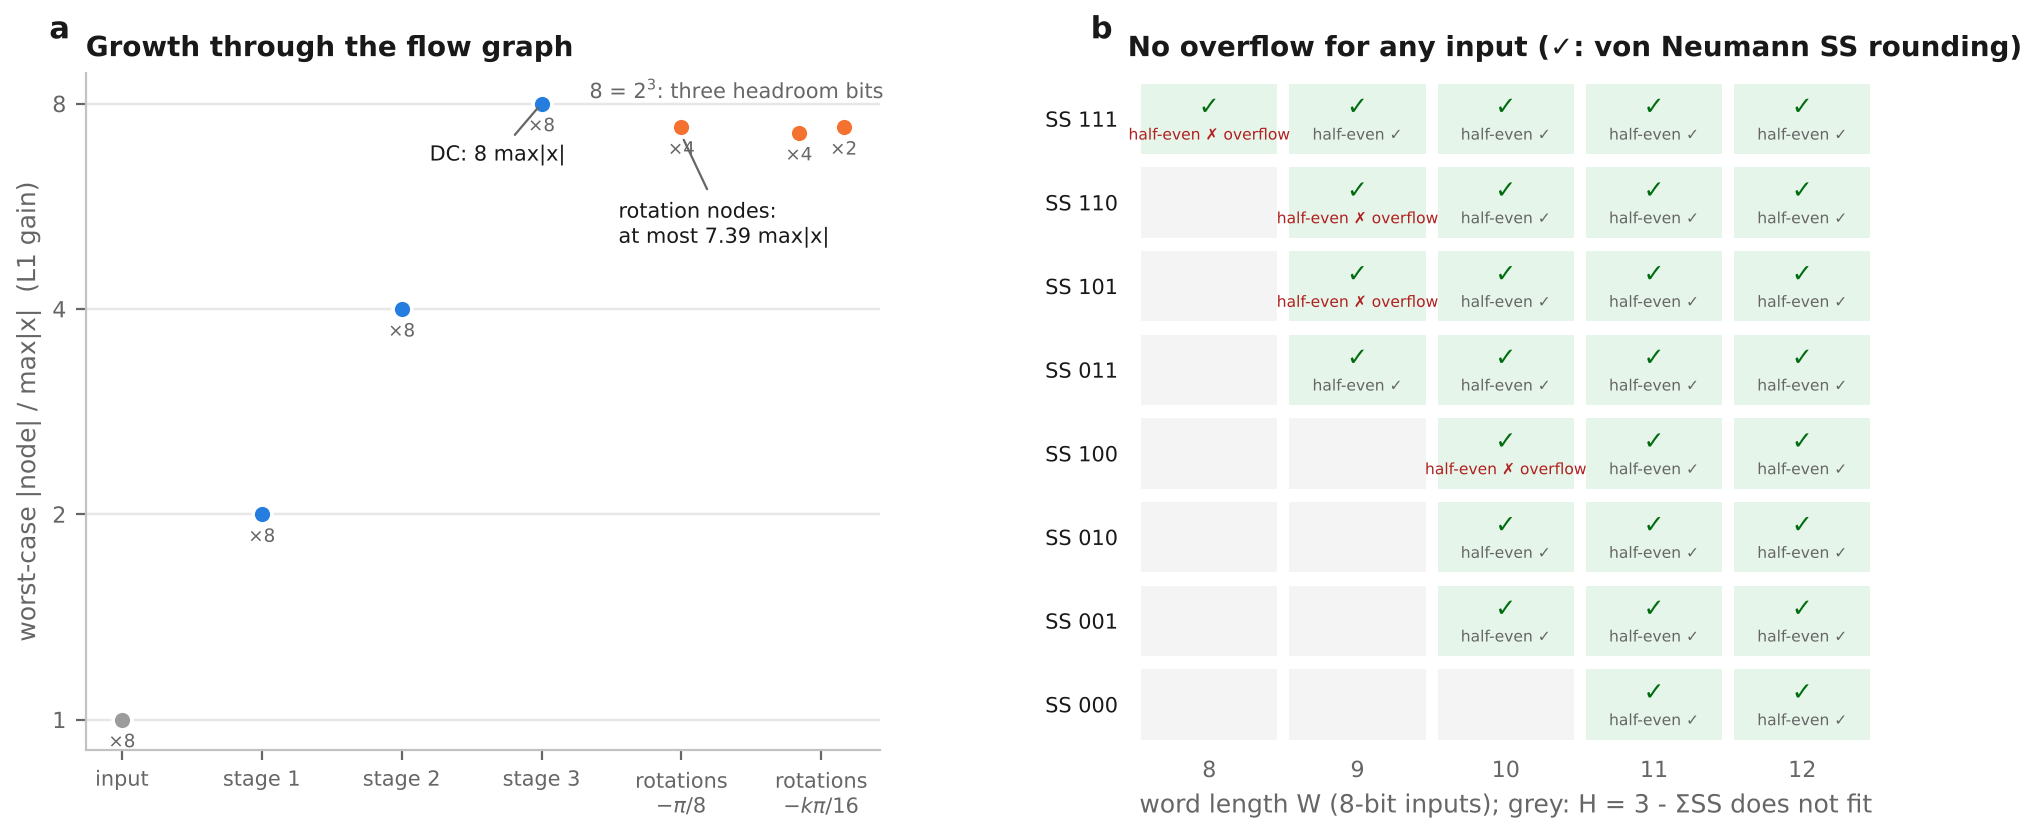 a
Growth through the flow graph
worst-case |node| / max|x|   (L1 gain)
8
4
2
1
8 = 2³: three headroom bits
×8
DC: 8 max|x|
×4
×4
×2
rotation nodes:
at most 7.39 max|x|
×8
×8
×8
input
stage 1
stage 2
stage 3
rotations
−π/8
rotations
−kπ/16
b
No overflow for any input (✓: von Neumann SS rounding)
SS 111
✓ ✓ ✓ ✓ ✓
half-even ✗ overflow half-even ✓ half-even ✓ half-even ✓ half-even ✓
SS 110
✓ ✓ ✓ ✓
half-even ✗ overflow half-even ✓ half-even ✓ half-even ✓
SS 101
✓ ✓ ✓ ✓
half-even ✗ overflow half-even ✓ half-even ✓ half-even ✓
SS 011
✓ ✓ ✓ ✓
half-even ✓ half-even ✓ half-even ✓ half-even ✓
SS 100
✓ ✓ ✓
half-even ✗ overflow half-even ✓ half-even ✓
SS 010
✓ ✓ ✓
half-even ✓ half-even ✓ half-even ✓
SS 001
✓ ✓ ✓
half-even ✓ half-even ✓ half-even ✓
SS 000
✓ ✓
half-even ✓ half-even ✓
8 9 10 11 12
word length W (8-bit inputs); grey: H = 3 - ΣSS does not fit